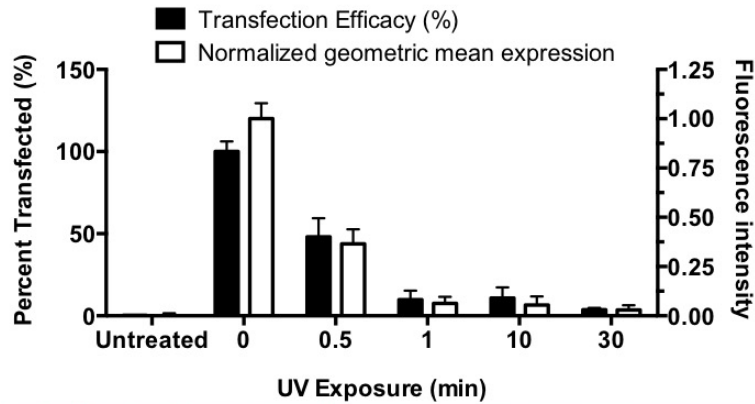 Transfection Efficacy (%)
Normalized geometric mean expression
Percent Transfected (%)
150
100
50
0
1.25
1.00
0.75
0.50
0.25
0.00
Fluorescence intensity
Untreated 0 0.5 1 10 30
UV Exposure (min)